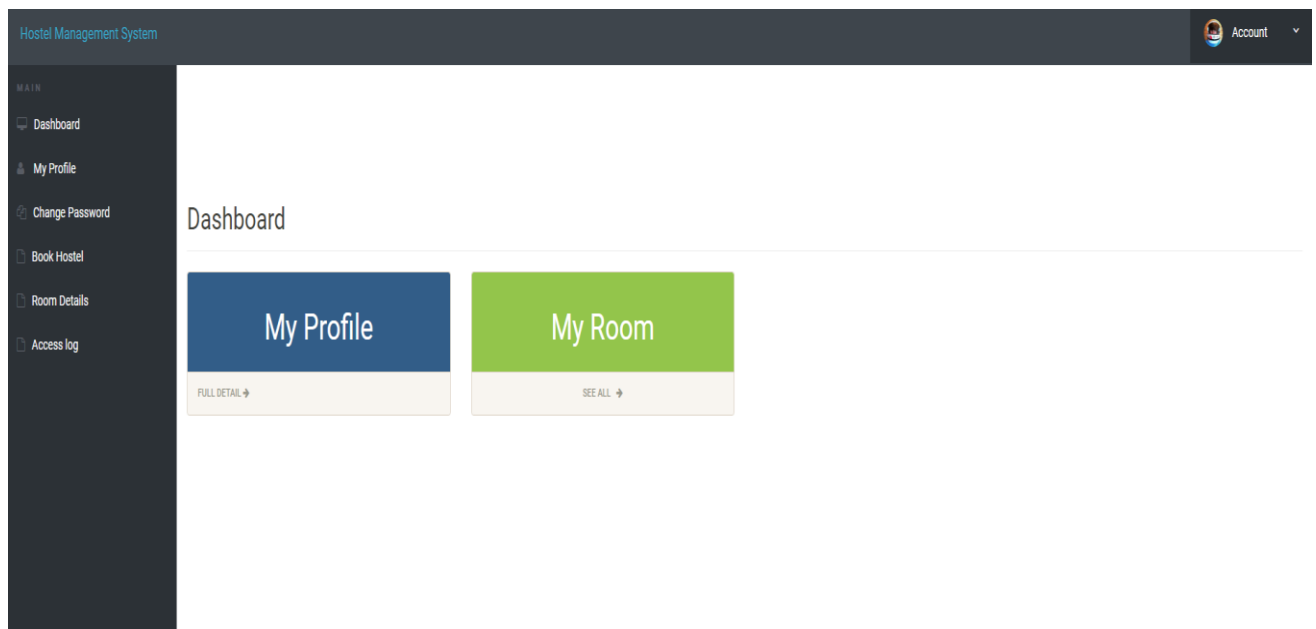 Hostel Management System
Account
MAIN
Dashboard
My Profile
Change Password
Book Hostel
Room Details
Access log
Dashboard
My Profile
FULL DETAIL
My Room
SEE ALL